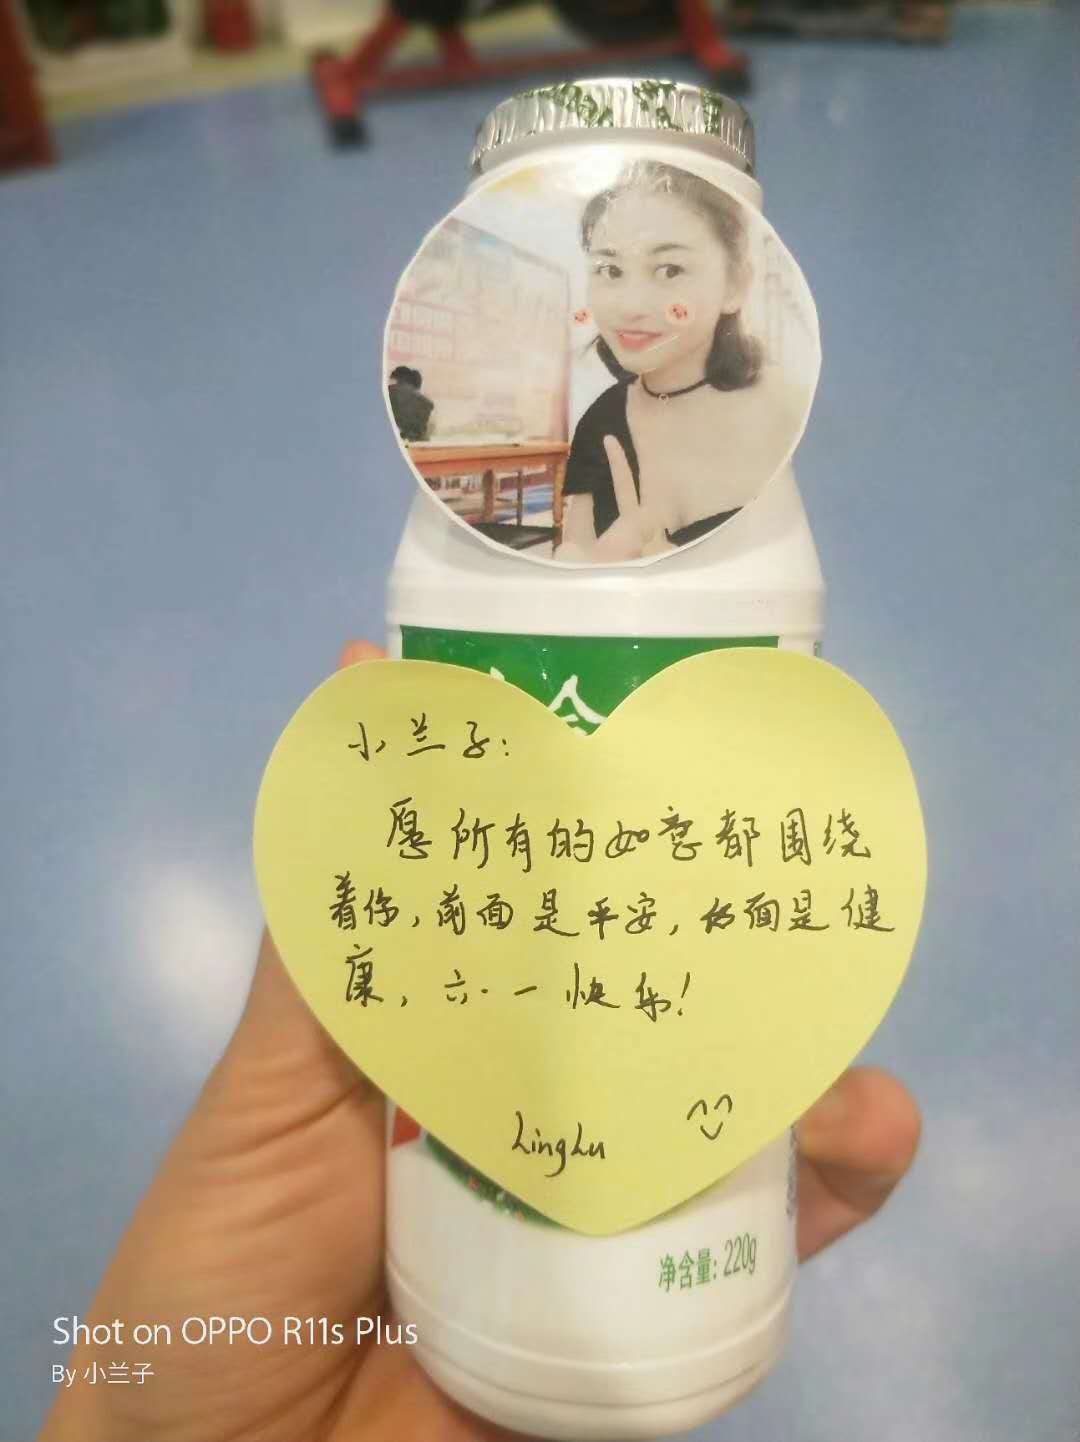 小兰子:
愿所有的如意都围绕
着你,前面是平安,后面是健
康,六·一快乐!
LingLu
净含量: 220g
Shot on OPPO R11s Plus
By 小兰子